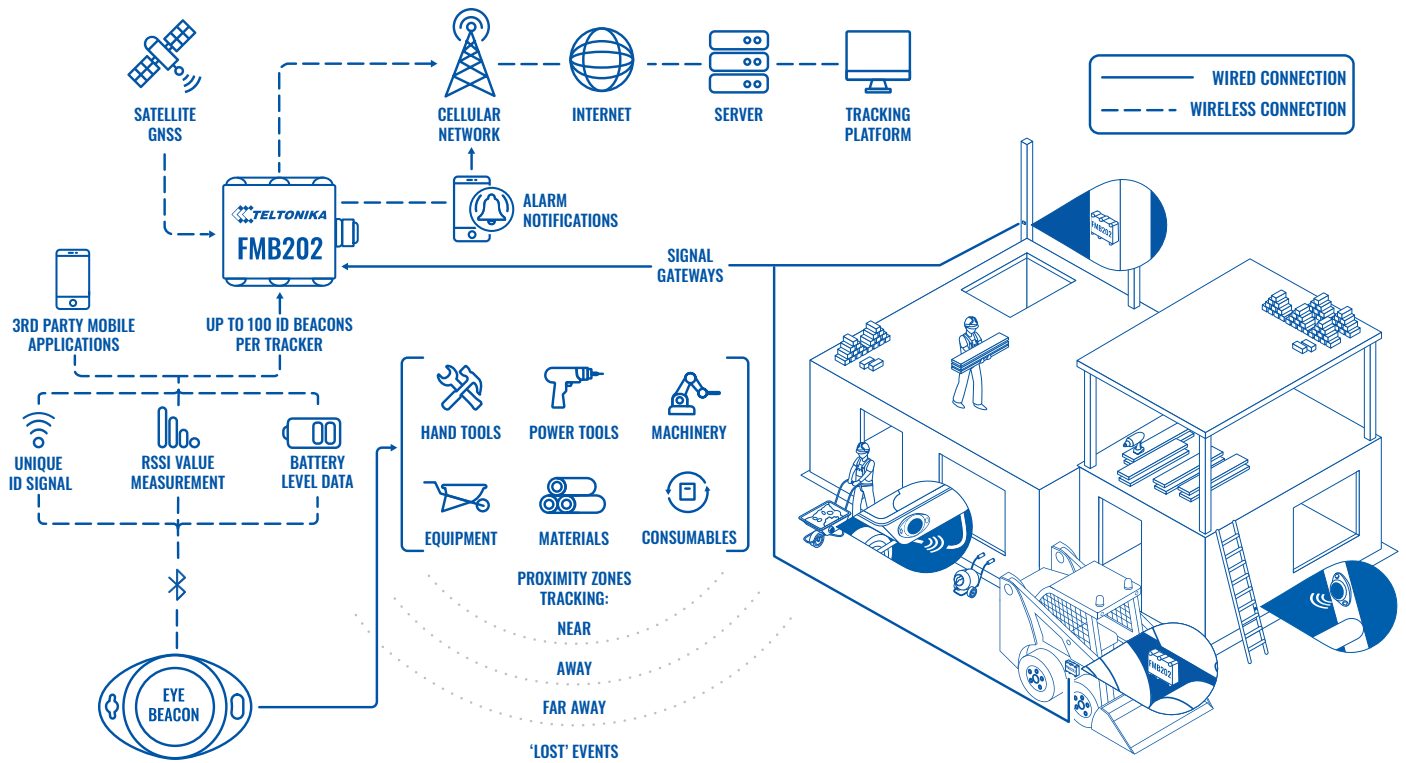 SATELLITE
GNSS
CELLULAR
NETWORK
INTERNET
SERVER
TRACKING
PLATFORM
WIRED CONNECTION
WIRELESS CONNECTION
TELTONIKA
FMB202
ALARM
NOTIFICATIONS
SIGNAL
GATEWAYS
FMB202
3RD PARTY MOBILE
APPLICATIONS
UP TO 100 ID BEACONS
PER TRACKER
UNIQUE
ID SIGNAL
RSSI VALUE
MEASUREMENT
BATTERY
LEVEL DATA
HAND TOOLS
POWER TOOLS
MACHINERY
EQUIPMENT
MATERIALS
CONSUMABLES
PROXIMITY ZONES
TRACKING:
NEAR
AWAY
FAR AWAY
'LOST' EVENTS
EYE
BEACON
FMB202